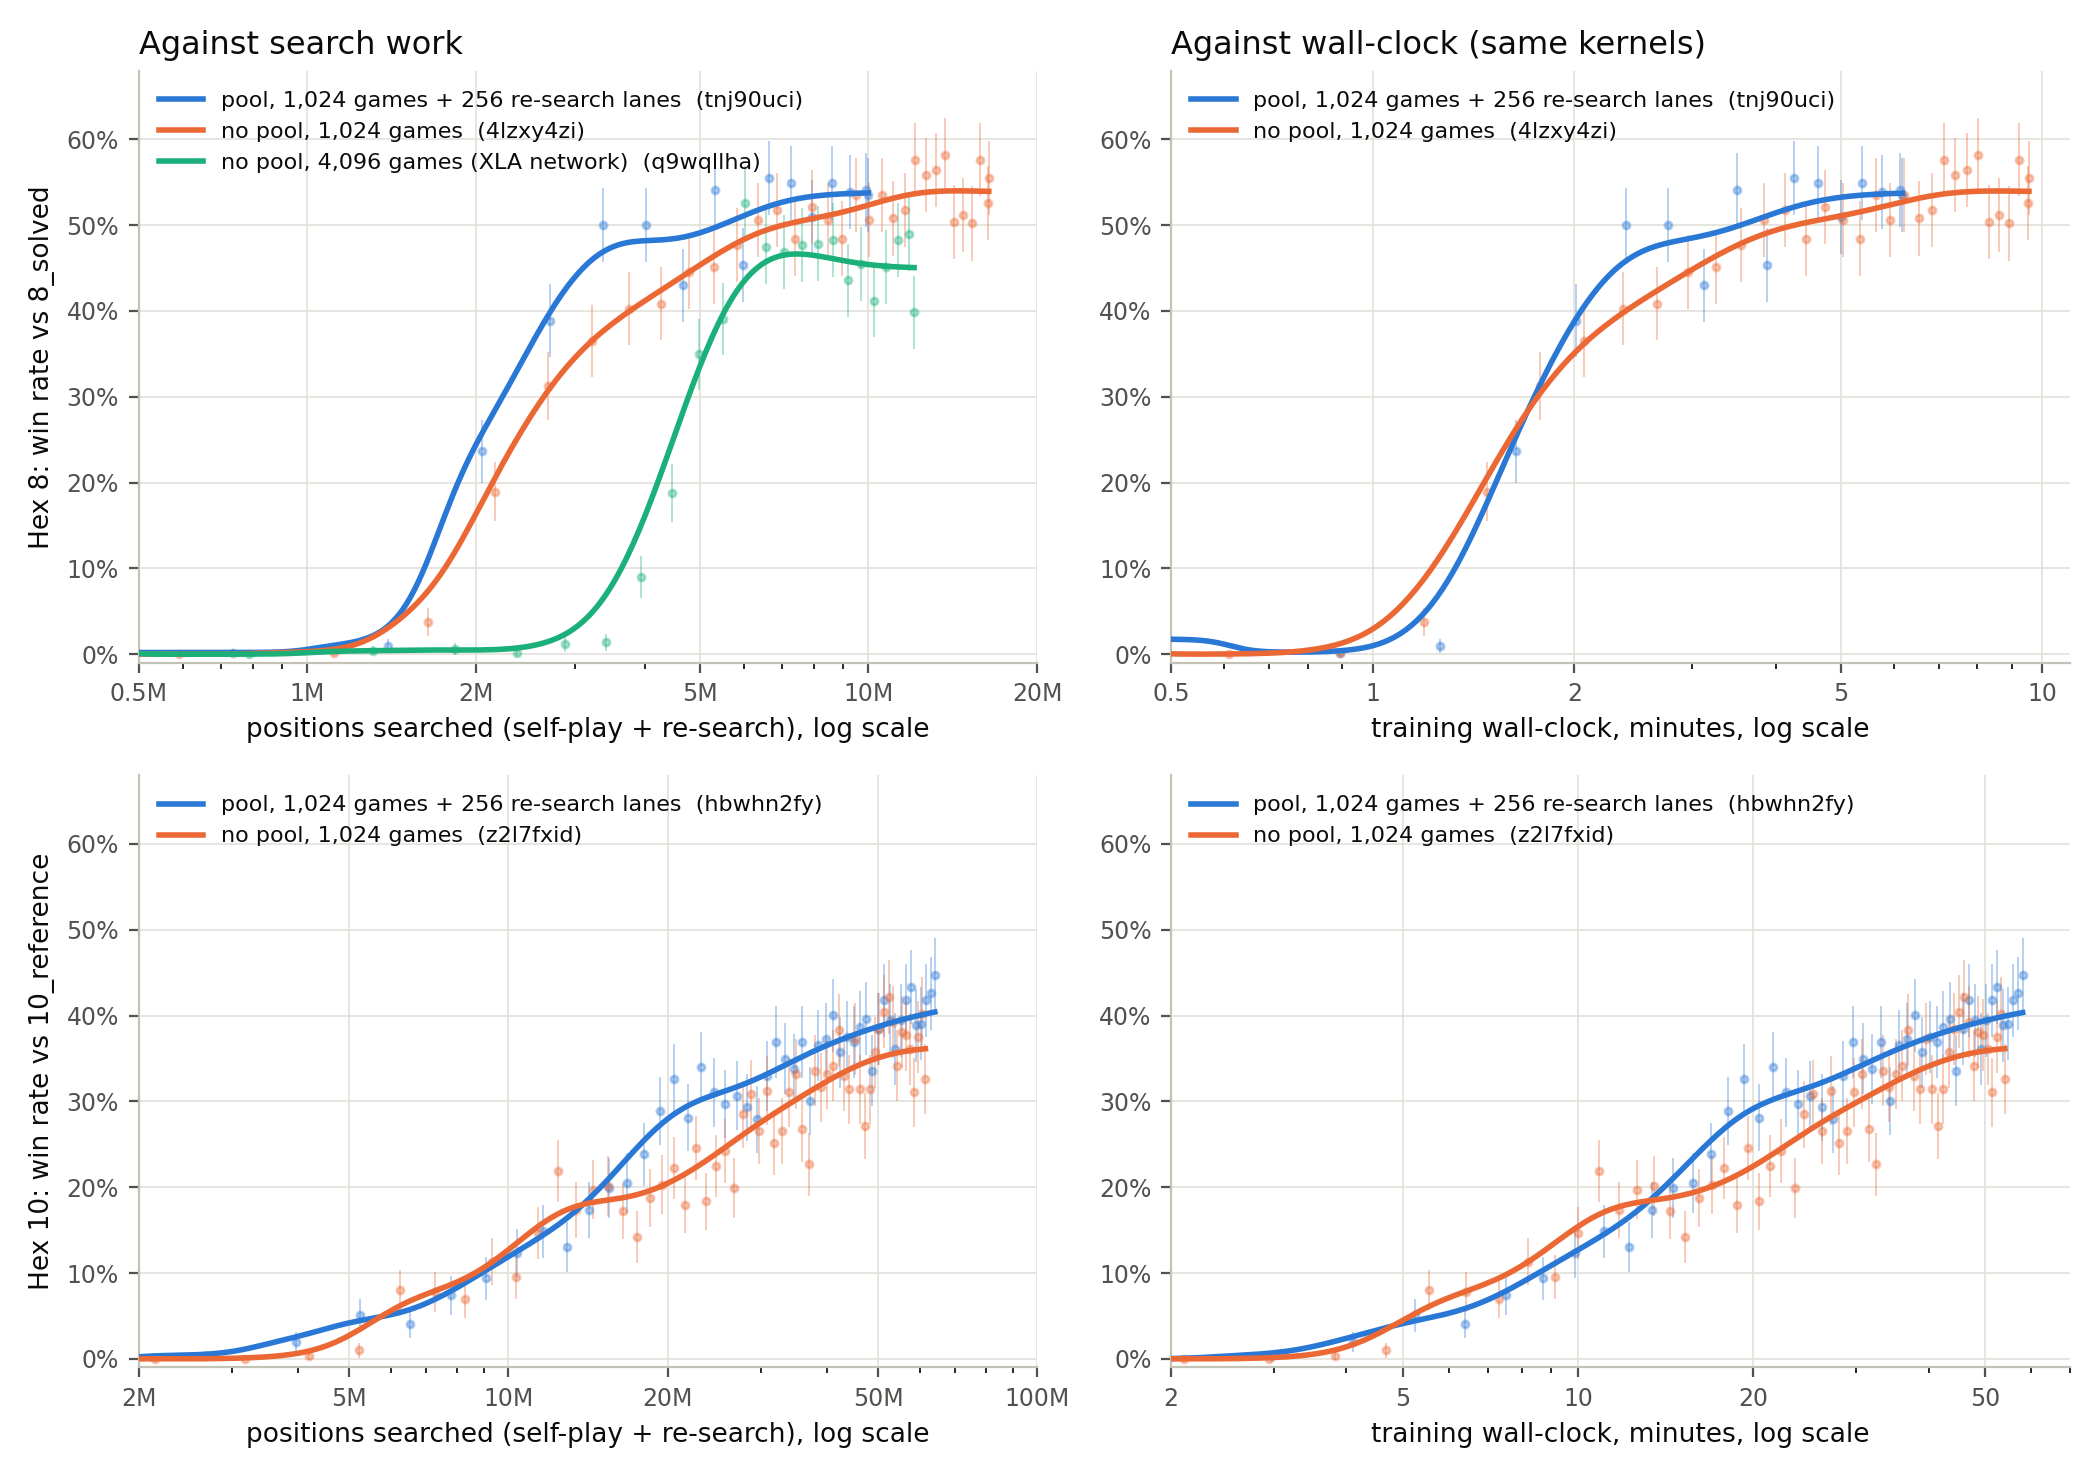 Against search work
pool, 1,024 games + 256 re-search lanes  (tnj90uci)
no pool, 1,024 games  (4lzxy4zi)
no pool, 4,096 games (XLA network)  (q9wqllha)
Hex 8: win rate vs 8_solved
60%
50%
40%
30%
20%
10%
0%
0.5M
1M
2M
5M
10M
20M
positions searched (self-play + re-search), log scale
Against wall-clock (same kernels)
pool, 1,024 games + 256 re-search lanes  (tnj90uci)
no pool, 1,024 games  (4lzxy4zi)
60%
50%
40%
30%
20%
10%
0%
0.5
1
2
5
10
training wall-clock, minutes, log scale
pool, 1,024 games + 256 re-search lanes  (hbwhn2fy)
no pool, 1,024 games  (z2l7fxid)
Hex 10: win rate vs 10_reference
60%
50%
40%
30%
20%
10%
0%
2M
5M
10M
20M
50M
100M
positions searched (self-play + re-search), log scale
pool, 1,024 games + 256 re-search lanes  (hbwhn2fy)
no pool, 1,024 games  (z2l7fxid)
60%
50%
40%
30%
20%
10%
0%
2
5
10
20
50
training wall-clock, minutes, log scale